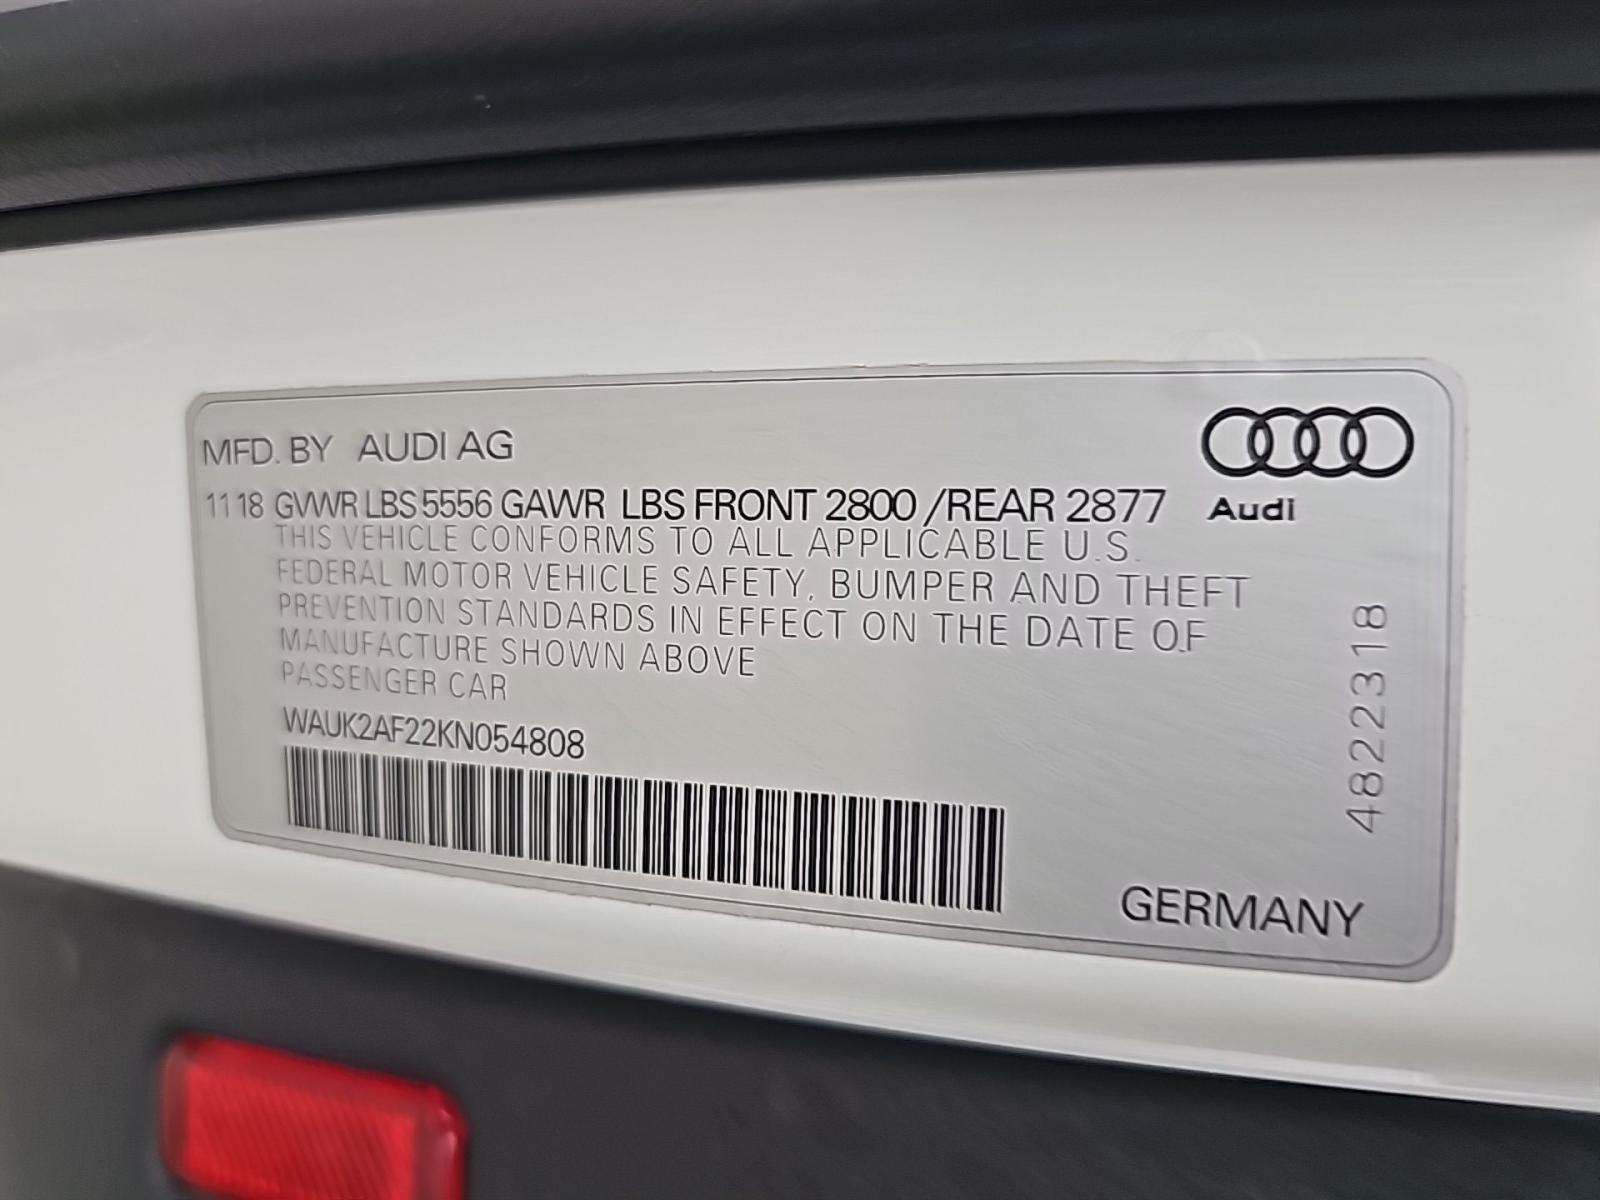 MFD. BY AUDI AG
11 18 GVWR LBS 5556 GAWR LBS FRONT 2800 /REAR 2877
Audi
THIS VEHICLE CONFORMS TO ALL APPLICABLE U.S.
FEDERAL MOTOR VEHICLE SAFETY, BUMPER AND THEFT
PREVENTION STANDARDS IN EFFECT ON THE DATE OF
MANUFACTURE SHOWN ABOVE
PASSENGER CAR
WAUK2AF22KN054808
4822318
GERMANY